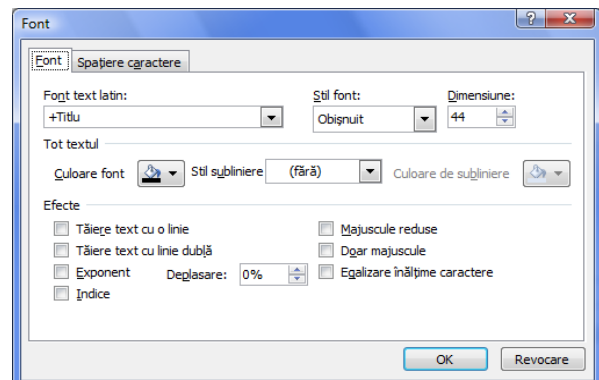 Font
Font Spațiere caractere
Font text latin: Stil font: Dimensiune:
+Titlu Obișnuit 44
Tot textul
Culoare font Stil subliniere (fără) Culoare de subliniere
Efecte
Tăiere text cu o linie Majuscule reduse
Tăiere text cu linie dublă Doar majuscule
Exponent Deplasare: 0% Egalizare înălțime caractere
Indice
OK Revocare